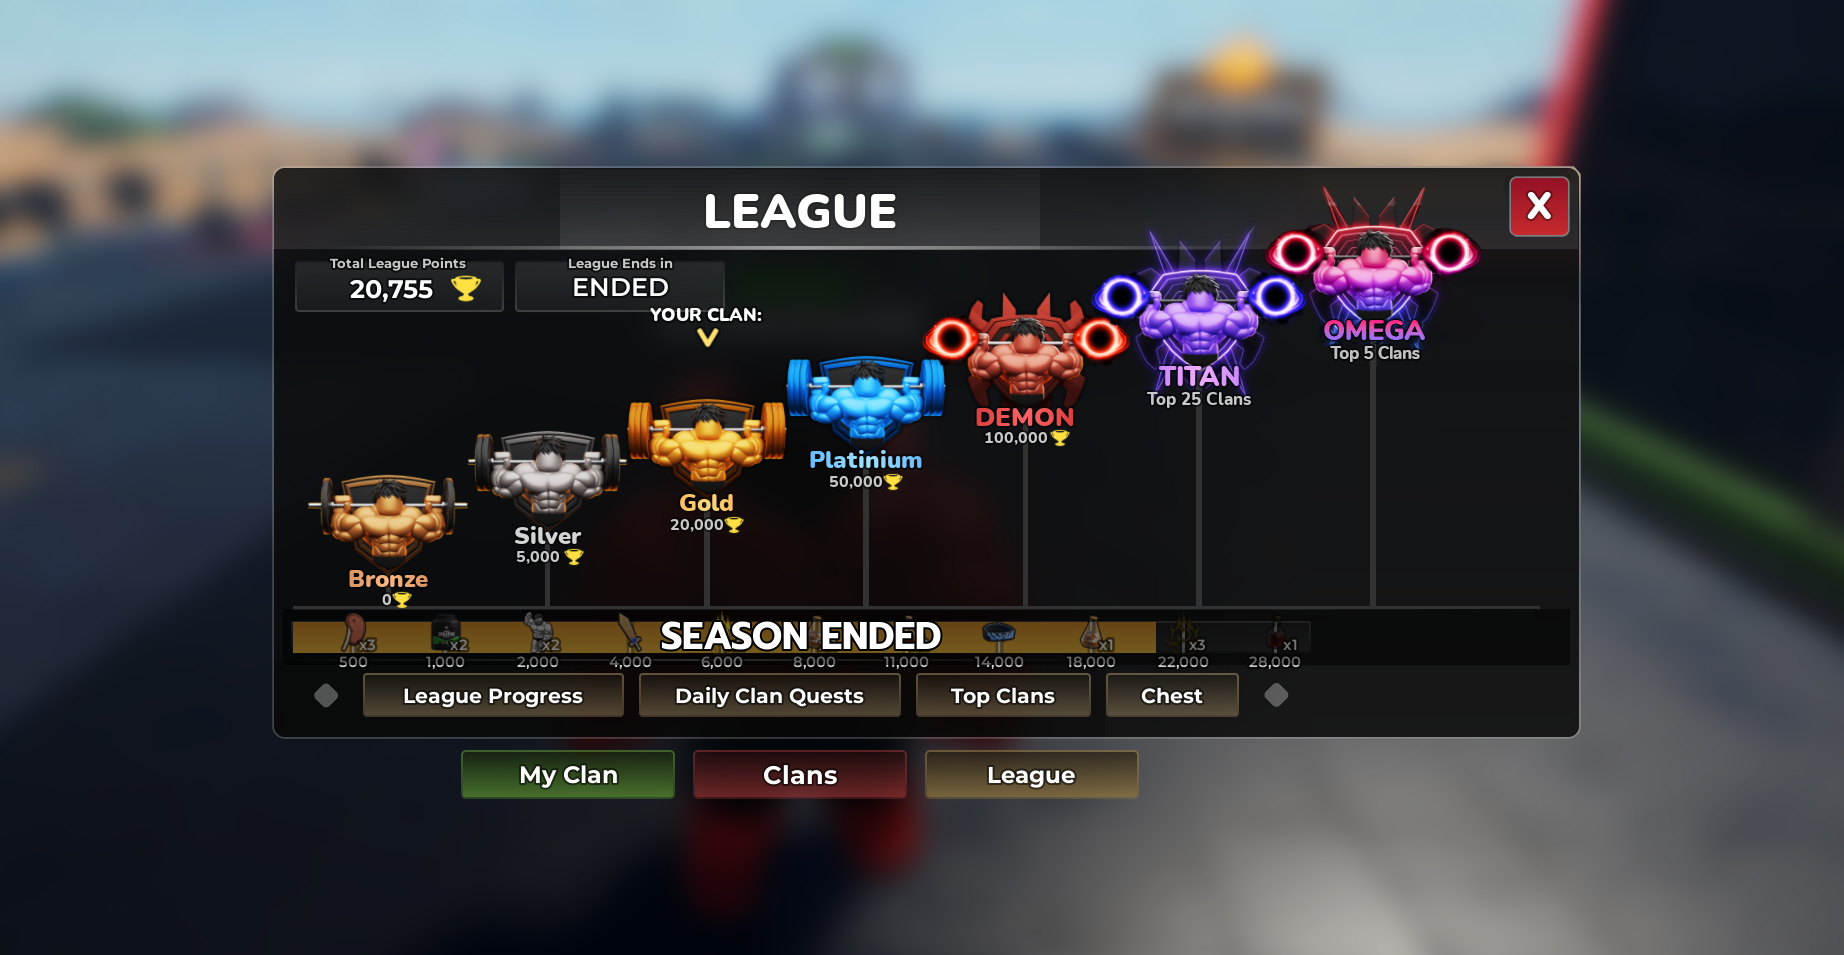 LEAGUE
X
Total League Points
20,755
League Ends in
ENDED
YOUR CLAN:
OMEGA
Top 5 Clans
TITAN
Top 25 Clans
DEMON
100,000
Platinium
50,000
Gold
20,000
Silver
5,000
Bronze
0
SEASON ENDED
x3
x2
x2
x1
x3
x1
500
1,000
2,000
4,000
6,000
8,000
11,000
14,000
18,000
22,000
28,000
League Progress
Daily Clan Quests
Top Clans
Chest
My Clan
Clans
League